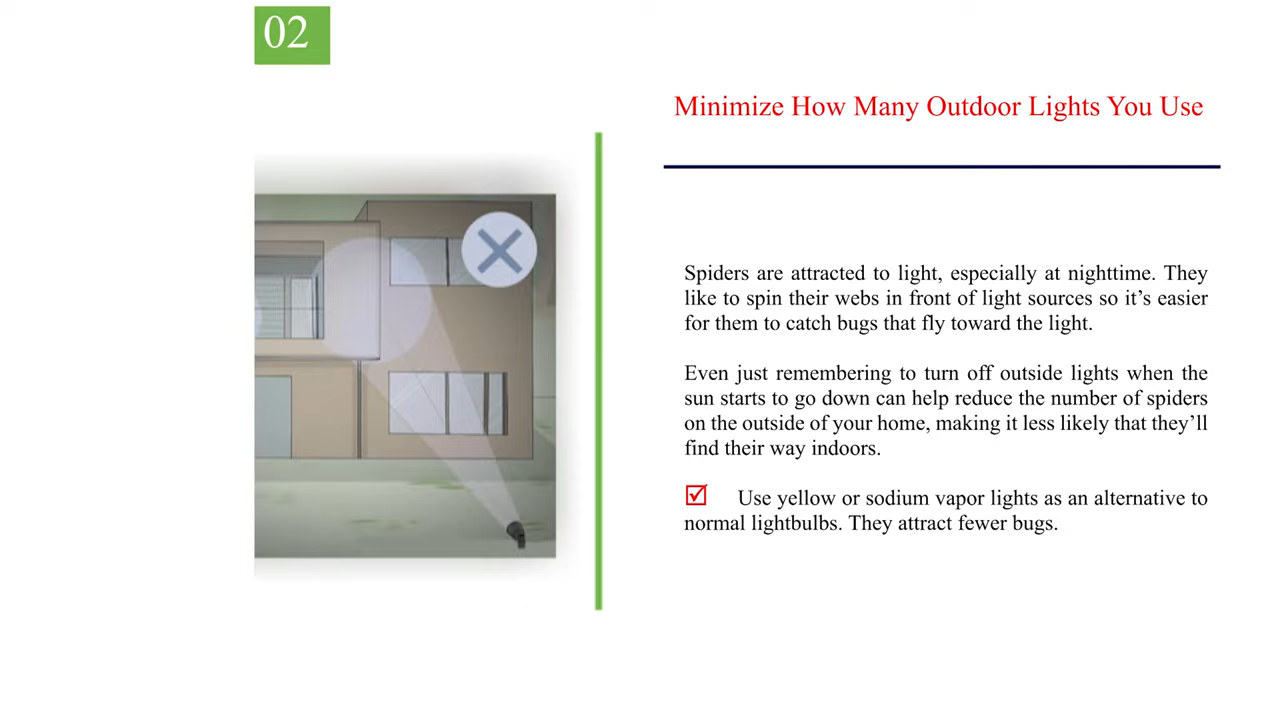 02
Minimize How Many Outdoor Lights You Use
Spiders are attracted to light, especially at nighttime. They
like to spin their webs in front of light sources so it’s easier
for them to catch bugs that fly toward the light.
Even just remembering to turn off outside lights when the
sun starts to go down can help reduce the number of spiders
on the outside of your home, making it less likely that they’ll
find their way indoors.
☑ Use yellow or sodium vapor lights as an alternative to
normal lightbulbs. They attract fewer bugs.